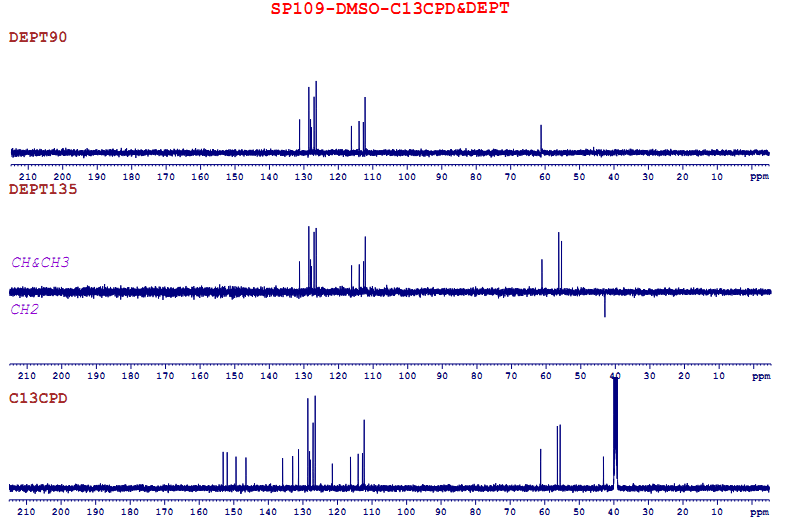 SP109-DMSO-C13CPD&DEPT
DEPT90
210 200 190 180 170 160 150 140 130 120 110 100 90 80 70 60 50 40 30 20 10 ppm
DEPT135
CH&CH3
CH2
210 200 190 180 170 160 150 140 130 120 110 100 90 80 70 60 50 40 30 20 10 ppm
C13CPD
210 200 190 180 170 160 150 140 130 120 110 100 90 80 70 60 50 40 30 20 10 ppm